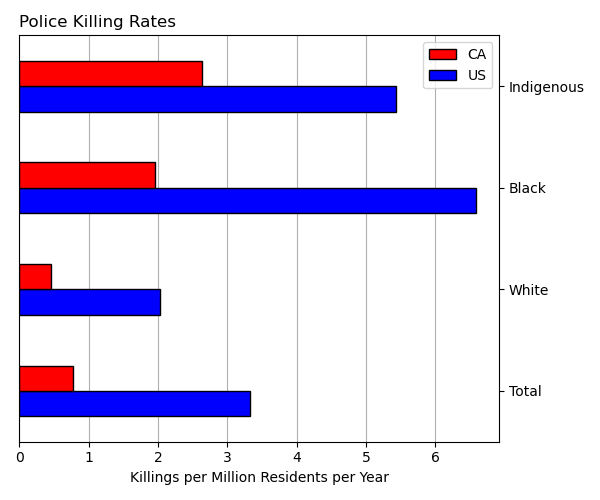 Police Killing Rates
CA
US
Indigenous
Black
White
Total
0 1 2 3 4 5 6
Killings per Million Residents per Year